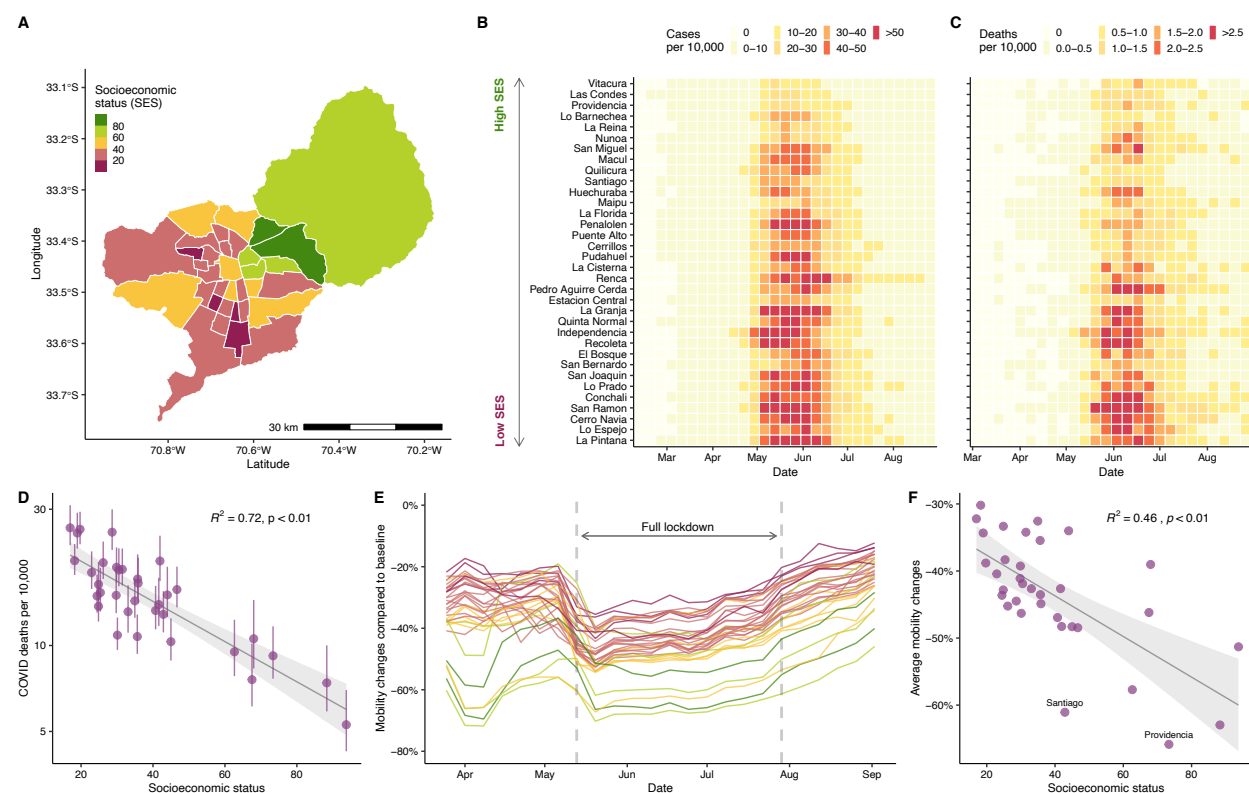 A
Socioeconomic
status (SES)
80
60
40
20
33.1°S
33.2°S
33.3°S
33.4°S
33.5°S
33.6°S
33.7°S
Longitude
30 km
70.8°W
70.6°W
70.4°W
70.2°W
Latitude
B
Cases
per 10,000
0
0−10
10−20
20−30
30−40
40−50
>50
High SES
Low SES
Vitacura
Las Condes
Providencia
Lo Barnechea
La Reina
Nunoa
San Miguel
Macul
Quilicura
Santiago
Huechuraba
Maipu
La Florida
Penalolen
Puente Alto
Cerrillos
Pudahuel
La Cisterna
Renca
Pedro Aguirre Cerda
Estacion Central
La Granja
Quinta Normal
Independencia
Recoleta
El Bosque
San Bernardo
San Joaquin
Lo Prado
Conchali
San Ramon
Cerro Navia
Lo Espejo
La Pintana
Mar Apr May Jun Jul Aug
Date
C
Deaths
per 10,000
0
0.0−0.5
0.5−1.0
1.0−1.5
1.5−2.0
2.0−2.5
>2.5
Mar Apr May Jun Jul Aug
Date
D
R² = 0.72, p < 0.01
30
10
5
COVID deaths per 10,000
20 40 60 80
Socioeconomic status
E
Full lockdown
0%
−20%
−40%
−60%
−80%
Mobility changes compared to baseline
Apr May Jun Jul Aug Sep
Date
F
R² = 0.46 , p < 0.01
−30%
−40%
−50%
−60%
Average mobility changes
Santiago
Providencia
20 40 60 80
Socioeconomic status